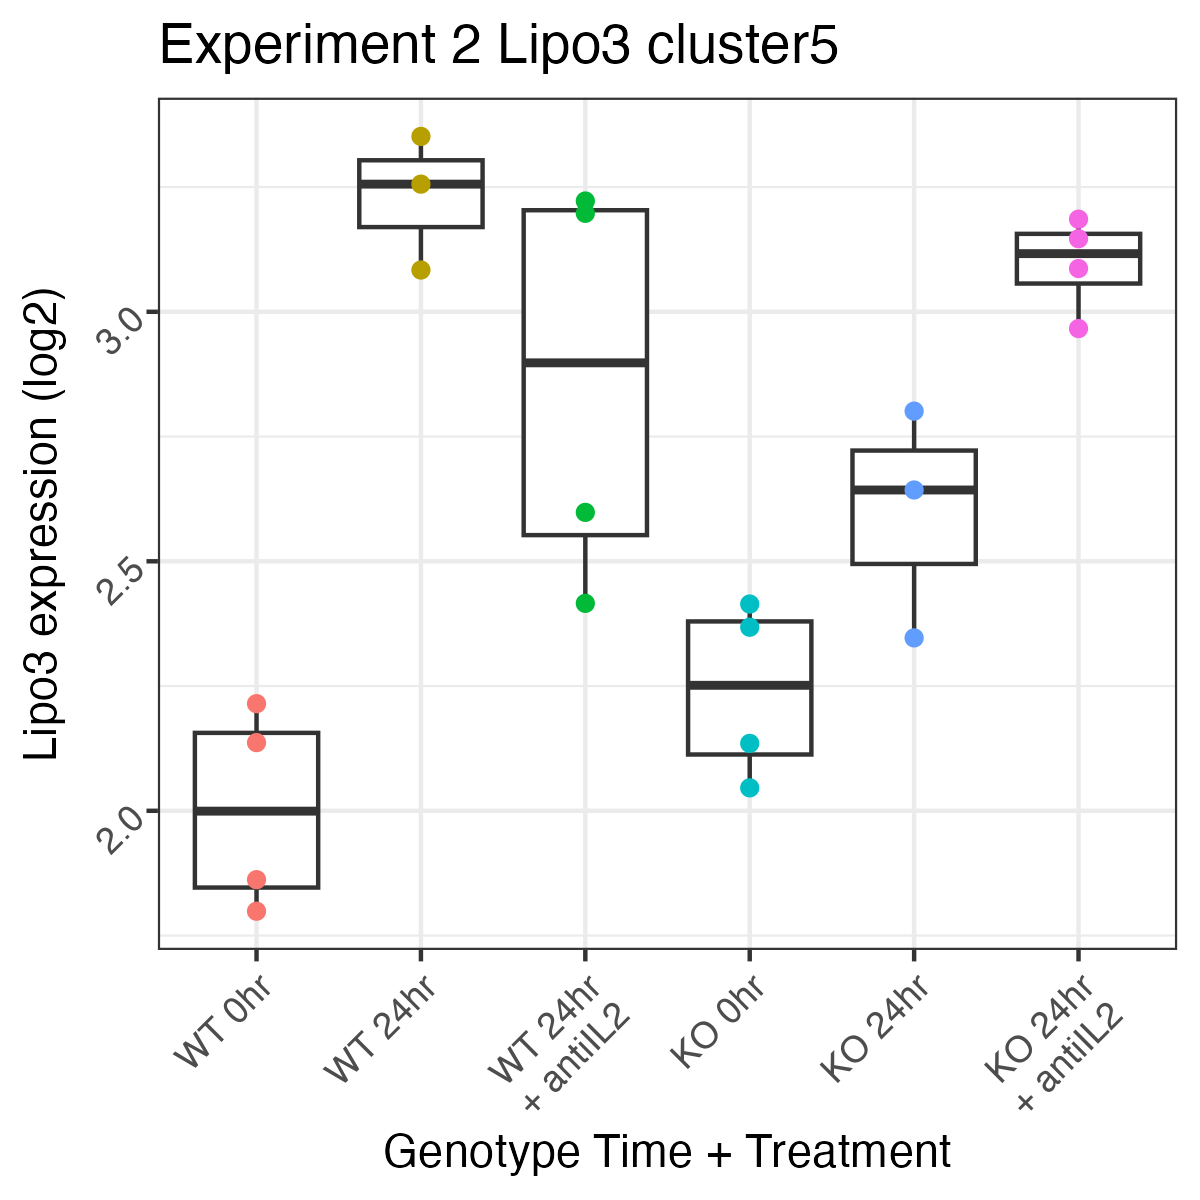 Experiment 2 Lipo3 cluster5
Lipo3 expression (log2)
3.0
2.5
2.0
WT 0hr
WT 24hr
WT 24hr
+ antiIL2
KO 0hr
KO 24hr
KO 24hr
+ antiIL2
Genotype Time + Treatment